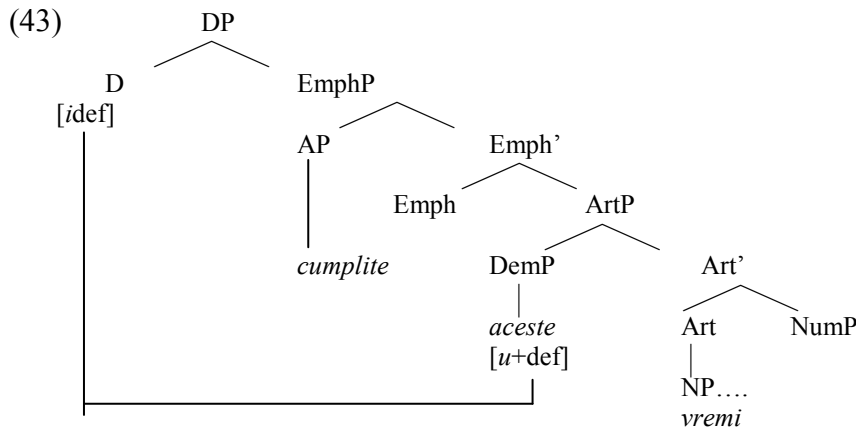 (43) DP
D EmphP
[idef]
AP Emph’
Emph ArtP
cumplite DemP Art’
aceste Art NumP
[u+def]
NP….
vremi